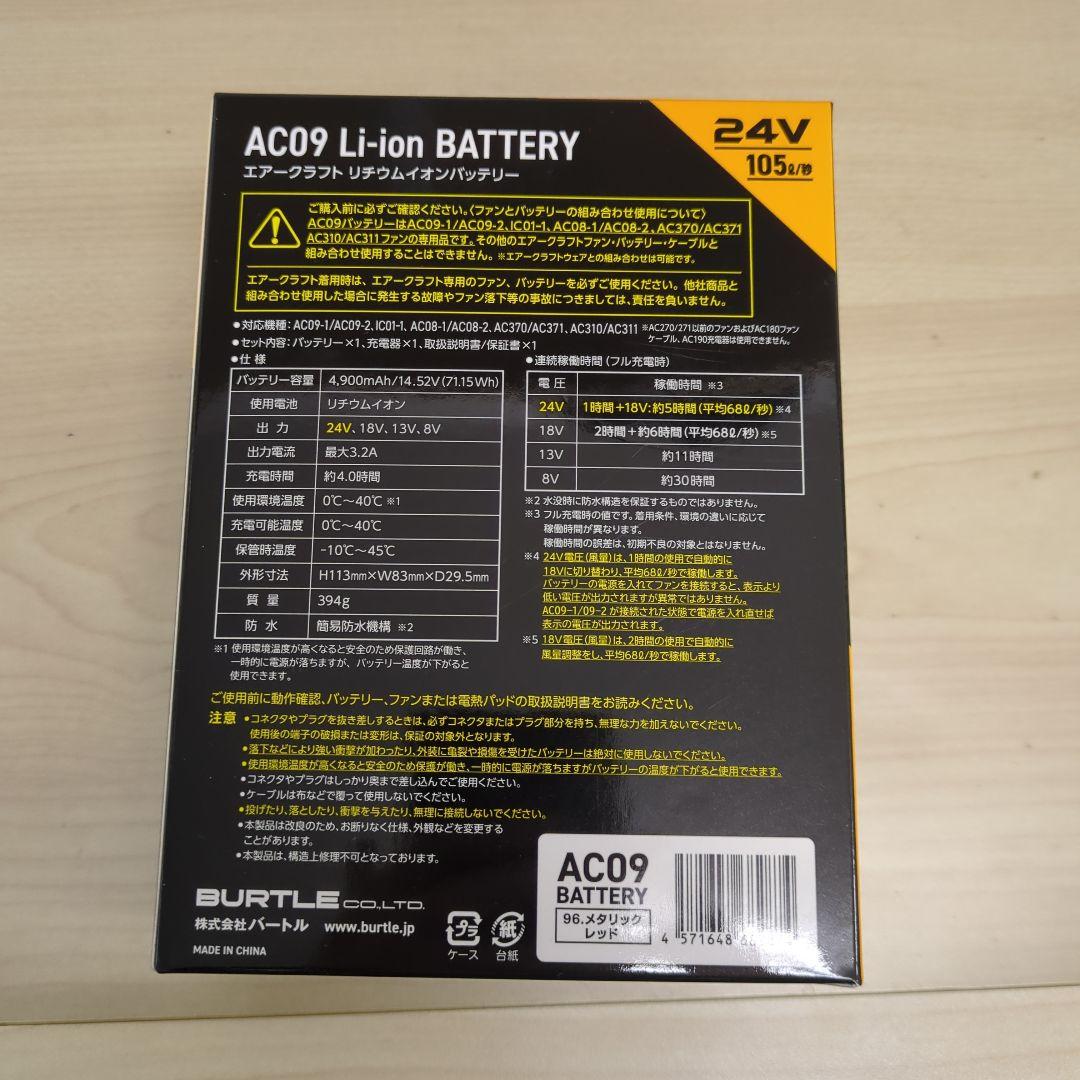 AC09 Li-ion BATTERY
エアークラフト リチウムイオンバッテリー
24V
105ℓ/秒
ご購入前に必ずご確認ください。〈ファンとバッテリーの組み合わせ使用について〉
AC09バッテリーはAC09-1/AC09-2、IC01-1、AC08-1/AC08-2、AC370/AC371
AC310/AC311ファンの専用品です。その他のエアークラフトファン・バッテリー・ケーブルと
組み合わせ使用することはできません。※エアークラフトウェアとの組み合わせは可能です。
エアークラフト着用時は、エアークラフト専用のファン、バッテリーを必ずご使用ください。他社商品と
組み合わせ使用した場合に発生する故障やファン落下等の事故につきましては、責任を負いません。
●対応機種：AC09-1/AC09-2、IC01-1、AC08-1/AC08-2、AC370/AC371、AC310/AC311 ※AC270/271以前のファンおよびAC180ファン
ケーブル、AC190充電器は使用できません。
●セット内容：バッテリー×1、充電器×1、取扱説明書/保証書×1
●仕様
バッテリー容量 4,900mAh/14.52V(71.15Wh)
使用電池 リチウムイオン
出力 24V、18V、13V、8V
出力電流 最大3.2A
充電時間 約4.0時間
使用環境温度 0℃～40℃ ※1
充電可能温度 0℃～40℃
保管時温度 -10℃～45℃
外形寸法 H113mm×W83mm×D29.5mm
質量 394g
防水 簡易防水機構 ※2
※1 使用環境温度が高くなると安全のため保護回路が働き、
一時的に電源が落ちますが、バッテリー温度が下がると
使用できます。
●連続稼働時間（フル充電時）
電圧 稼働時間 ※3
24V 1時間＋18V：約5時間（平均68ℓ/秒）※4
18V 2時間＋約6時間（平均68ℓ/秒）※5
13V 約11時間
8V 約30時間
※2 水没時に防水構造を保証するものではありません。
※3 フル充電時の値です。着用条件、環境の違いに応じて
稼働時間が異なります。
稼働時間の誤差は、初期不良の対象とはなりません。
※4 24V電圧（風量）は、1時間の使用で自動的に
18Vに切り替わり、平均68ℓ/秒で稼働します。
バッテリーの電源を入れてファンを接続すると、表示より
低い電圧が出力されますが異常ではありません。
AC09-1/09-2 が接続された状態で電源を入れ直せば
表示の電圧が出力されます。
※5 18V電圧（風量）は、2時間の使用で自動的に
風量調整をし、平均68ℓ/秒で稼働します。
ご使用前に動作確認、バッテリー、ファンまたは電熱パッドの取扱説明書をお読みください。
注意 ●コネクタやプラグを抜き差しするときは、必ずコネクタまたはプラグ部分を持ち、無理な力を加えないでください。
使用後の端子の破損または変形は、保証の対象外となります。
●落下などにより強い衝撃が加わったり、外装に亀裂や損傷を受けたバッテリーは絶対に使用しないでください。
●使用環境温度が高くなると安全のため保護が働き、一時的に電源が落ちますがバッテリーの温度が下がると使用できます。
●コネクタやプラグはしっかり奥まで差し込んでご使用ください。
●ケーブルは布などで覆って使用しないでください。
●投げたり、落としたり、衝撃を与えたり、無理に接続しないでください。
●本製品は改良のため、お断りなく仕様、外観などを変更する
ことがあります。
●本製品は、構造上修理不可となっております。
BURTLE CO.,LTD.
株式会社バートル www.burtle.jp
MADE IN CHINA
プラ
ケース
紙
台紙
AC09
BATTERY
96.メタリック
レッド
4 571648